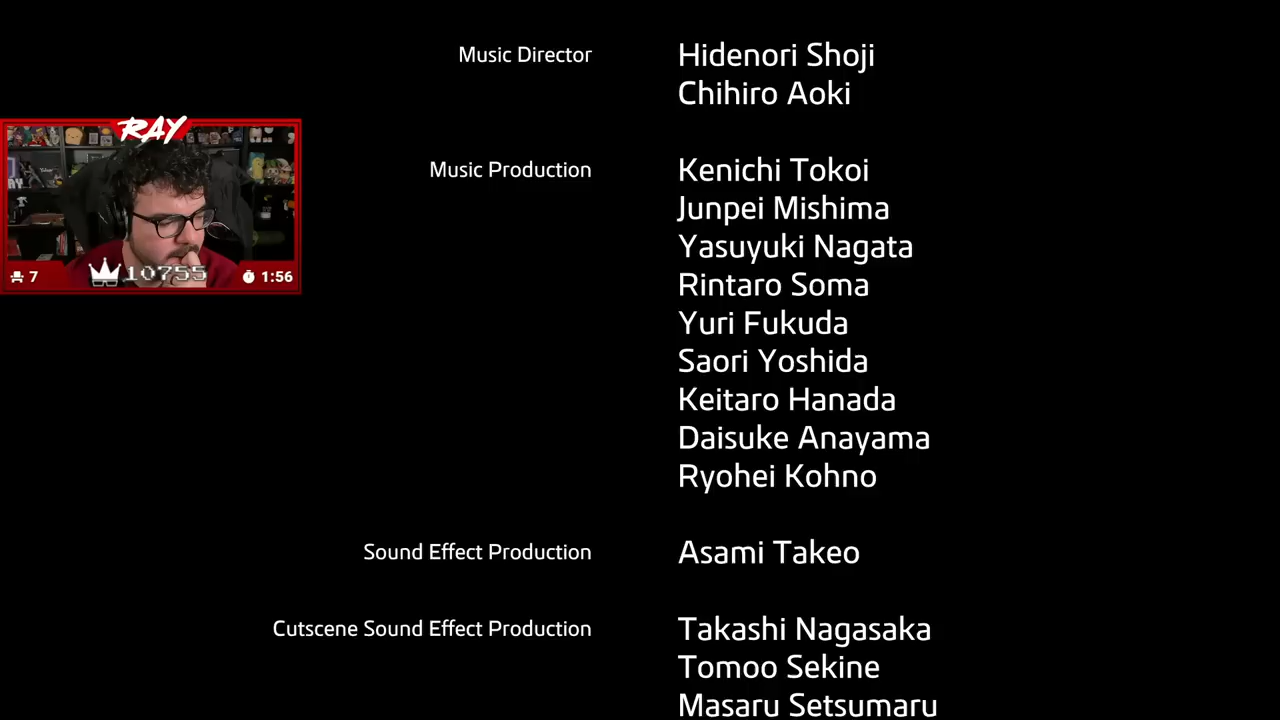 Music Director
Hidenori Shoji
Chihiro Aoki
RAY
7
10755
1:56
Music Production
Kenichi Tokoi
Junpei Mishima
Yasuyuki Nagata
Rintaro Soma
Yuri Fukuda
Saori Yoshida
Keitaro Hanada
Daisuke Anayama
Ryohei Kohno
Sound Effect Production
Asami Takeo
Cutscene Sound Effect Production
Takashi Nagasaka
Tomoo Sekine
Masaru Setsumaru